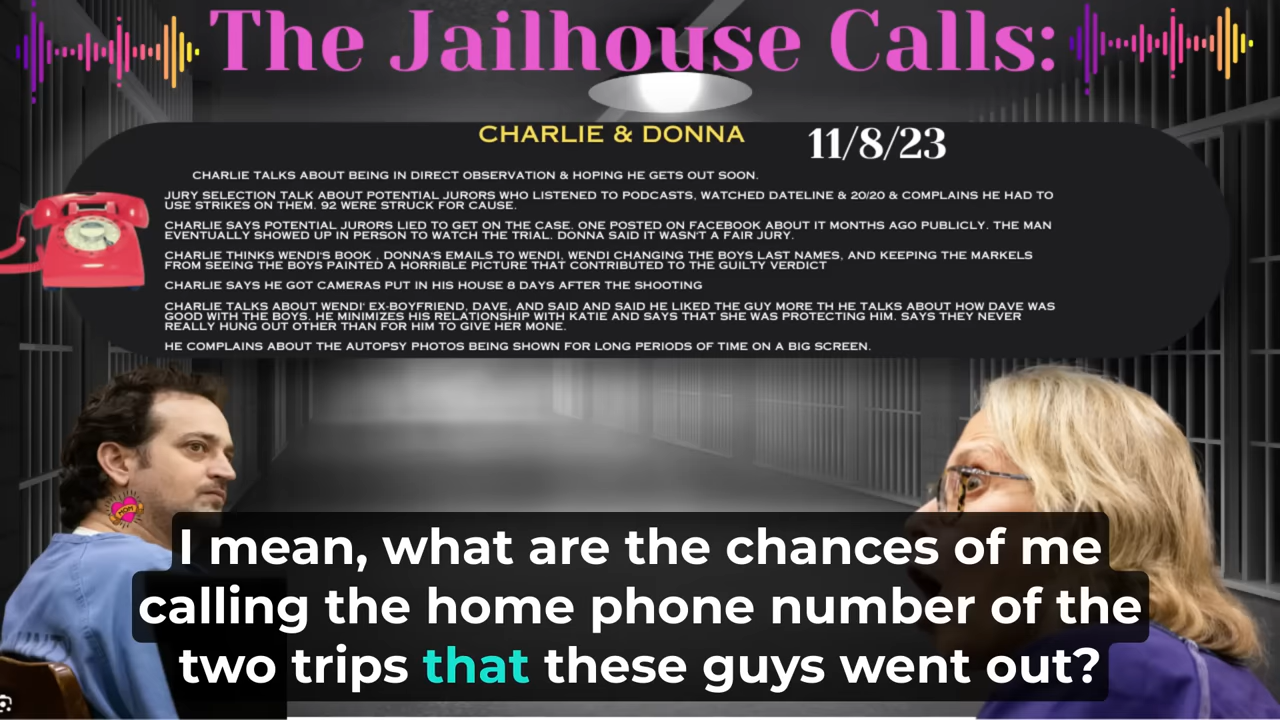 The Jailhouse Calls:
CHARLIE & DONNA
11/8/23
CHARLIE TALKS ABOUT BEING IN DIRECT OBSERVATION & HOPING HE GETS OUT SOON.
JURY SELECTION TALK ABOUT POTENTIAL JURORS WHO LISTENED TO PODCASTS, WATCHED DATELINE & 20/20 & COMPLAINS HE HAD TO
USE STRIKES ON THEM. 92 WERE STRUCK FOR CAUSE.
CHARLIE SAYS POTENTIAL JURORS LIED TO GET ON THE CASE. ONE POSTED ON FACEBOOK ABOUT IT MONTHS AGO PUBLICLY. THE MAN
EVENTUALLY SHOWED UP IN PERSON TO WATCH THE TRIAL. DONNA SAID IT WASN'T A FAIR JURY.
CHARLIE THINKS WENDI'S BOOK , DONNA'S EMAILS TO WENDI, WENDI CHANGING THE BOYS LAST NAMES, AND KEEPING THE MARKELS
FROM SEEING THE BOYS PAINTED A HORRIBLE PICTURE THAT CONTRIBUTED TO THE GUILTY VERDICT
CHARLIE SAYS HE GOT CAMERAS PUT IN HIS HOUSE 8 DAYS AFTER THE SHOOTING
CHARLIE TALKS ABOUT WENDI' EX-BOYFRIEND, DAVE, AND SAID AND SAID HE LIKED THE GUY MORE TH HE TALKS ABOUT HOW DAVE WAS
GOOD WITH THE BOYS. HE MINIMIZES HIS RELATIONSHIP WITH KATIE AND SAYS THAT SHE WAS PROTECTING HIM. SAYS THEY NEVER
REALLY HUNG OUT OTHER THAN FOR HIM TO GIVE HER MONE.
HE COMPLAINS ABOUT THE AUTOPSY PHOTOS BEING SHOWN FOR LONG PERIODS OF TIME ON A BIG SCREEN.
MOM
I mean, what are the chances of me
calling the home phone number of the
two trips that these guys went out?